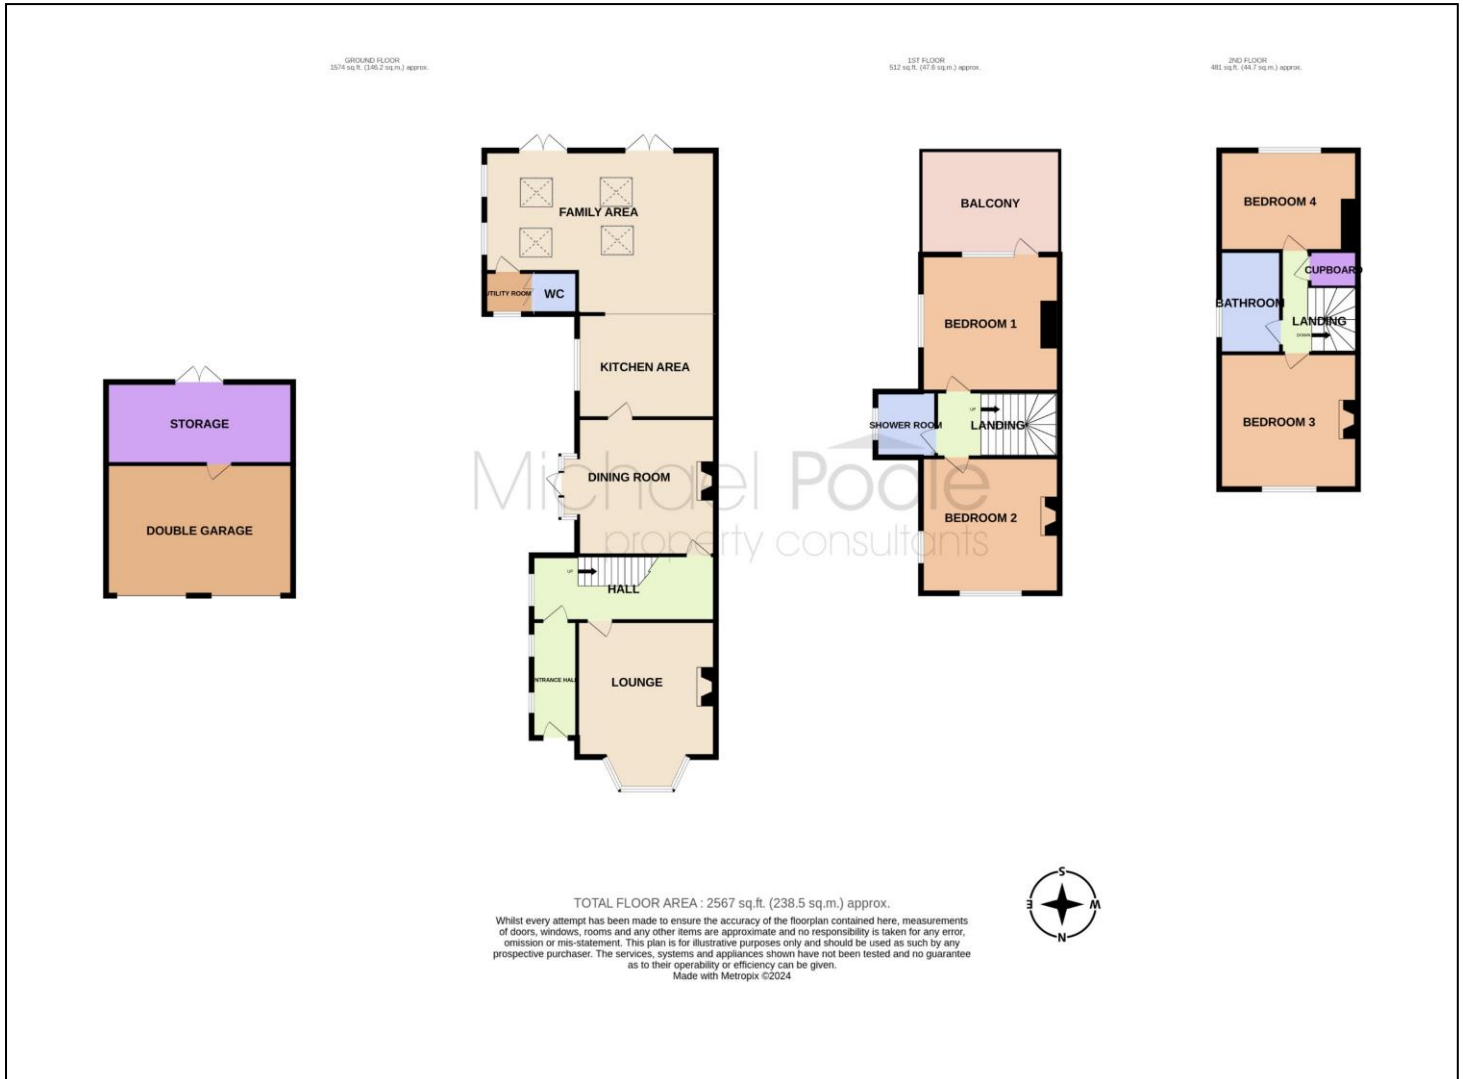 GROUND FLOOR
1574 sq.ft. (146.2 sq.m.) approx.
1ST FLOOR
512 sq.ft. (47.6 sq.m.) approx.
2ND FLOOR
481 sq.ft. (44.7 sq.m.) approx.
FAMILY AREA
UTILITY ROOM
WC
KITCHEN AREA
DINING ROOM
UP
HALL
ENTRANCE HALL
LOUNGE
STORAGE
DOUBLE GARAGE
BALCONY
BEDROOM 1
SHOWER ROOM
UP
LANDING
BEDROOM 2
BEDROOM 4
CUPBOARD
BATHROOM
LANDING
DOWN
BEDROOM 3
Michael Poole
property consultants
S
E
W
N
TOTAL FLOOR AREA : 2567 sq.ft. (238.5 sq.m.) approx.
Whilst every attempt has been made to ensure the accuracy of the floorplan contained here, measurements
of doors, windows, rooms and any other items are approximate and no responsibility is taken for any error,
omission or mis-statement. This plan is for illustrative purposes only and should be used as such by any
prospective purchaser. The services, systems and appliances shown have not been tested and no guarantee
as to their operability or efficiency can be given.
Made with Metropix ©2024